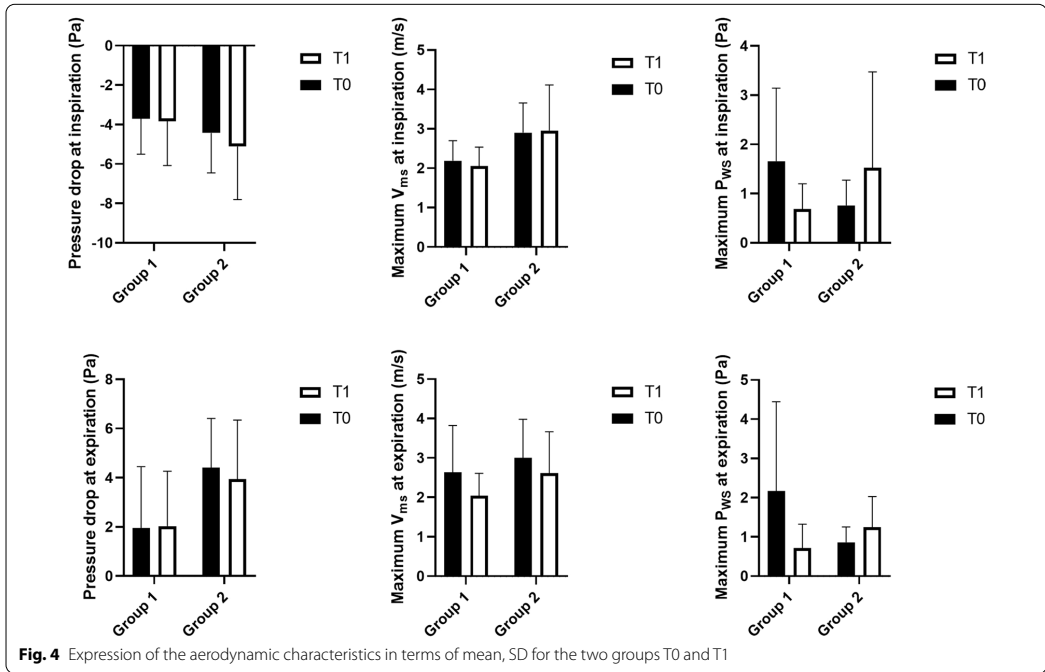 Pressure drop at inspiration (Pa)
0
-2
-4
-6
-8
-10
Group 1
Group 2
T1
T0
Maximum Vms at inspiration (m/s)
5
4
3
2
1
0
Group 1
Group 2
T1
T0
Maximum PWS at inspiration (Pa)
4
3
2
1
0
Group 1
Group 2
T1
T0
Pressure drop at expiration (Pa)
8
6
4
2
0
Group 1
Group 2
T1
T0
Maximum Vms at expiration (m/s)
5
4
3
2
1
0
Group 1
Group 2
T1
T0
Maximum PWS at expiration (Pa)
5
4
3
2
1
0
Group 1
Group 2
T1
T0
Fig. 4 Expression of the aerodynamic characteristics in terms of mean, SD for the two groups T0 and T1